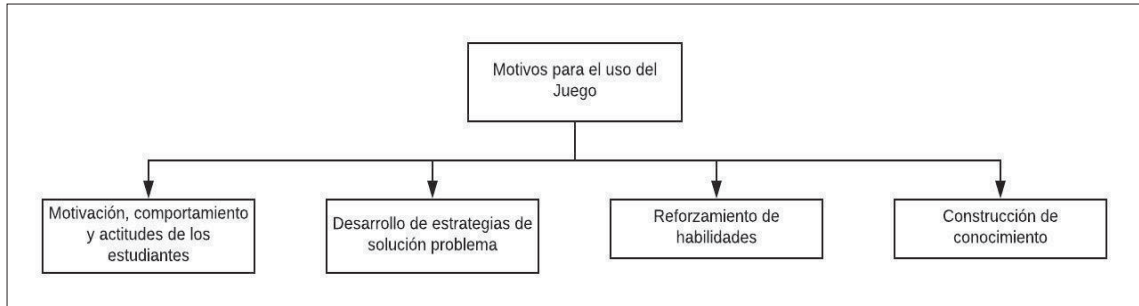 Motivos para el uso del
Juego
Motivación, comportamiento
y actitudes de los
estudiantes
Desarrollo de estrategias de
solución problema
Reforzamiento de
habilidades
Construcción de
conocimiento